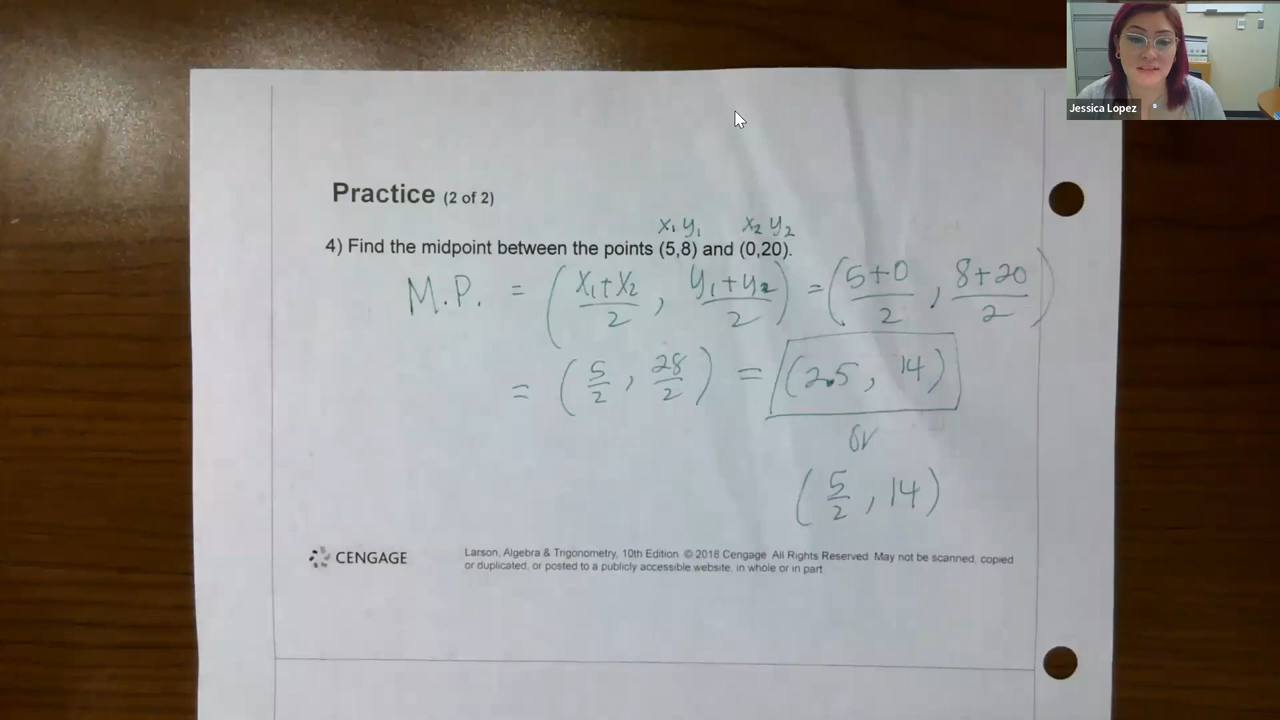 Jessica Lopez
Practice (2 of 2)
x₁ y₁ x₂ y₂
4) Find the midpoint between the points (5,8) and (0,20).
M.P. = (x₁+x₂/2, y₁+y₂/2) = (5+0/2, 8+20/2)
= (5/2, 28/2) = (2.5, 14)
or
(5/2, 14)
CENGAGE
Larson, Algebra & Trigonometry, 10th Edition © 2018 Cengage All Rights Reserved May not be scanned, copied
or duplicated, or posted to a publicly accessible website, in whole or in part